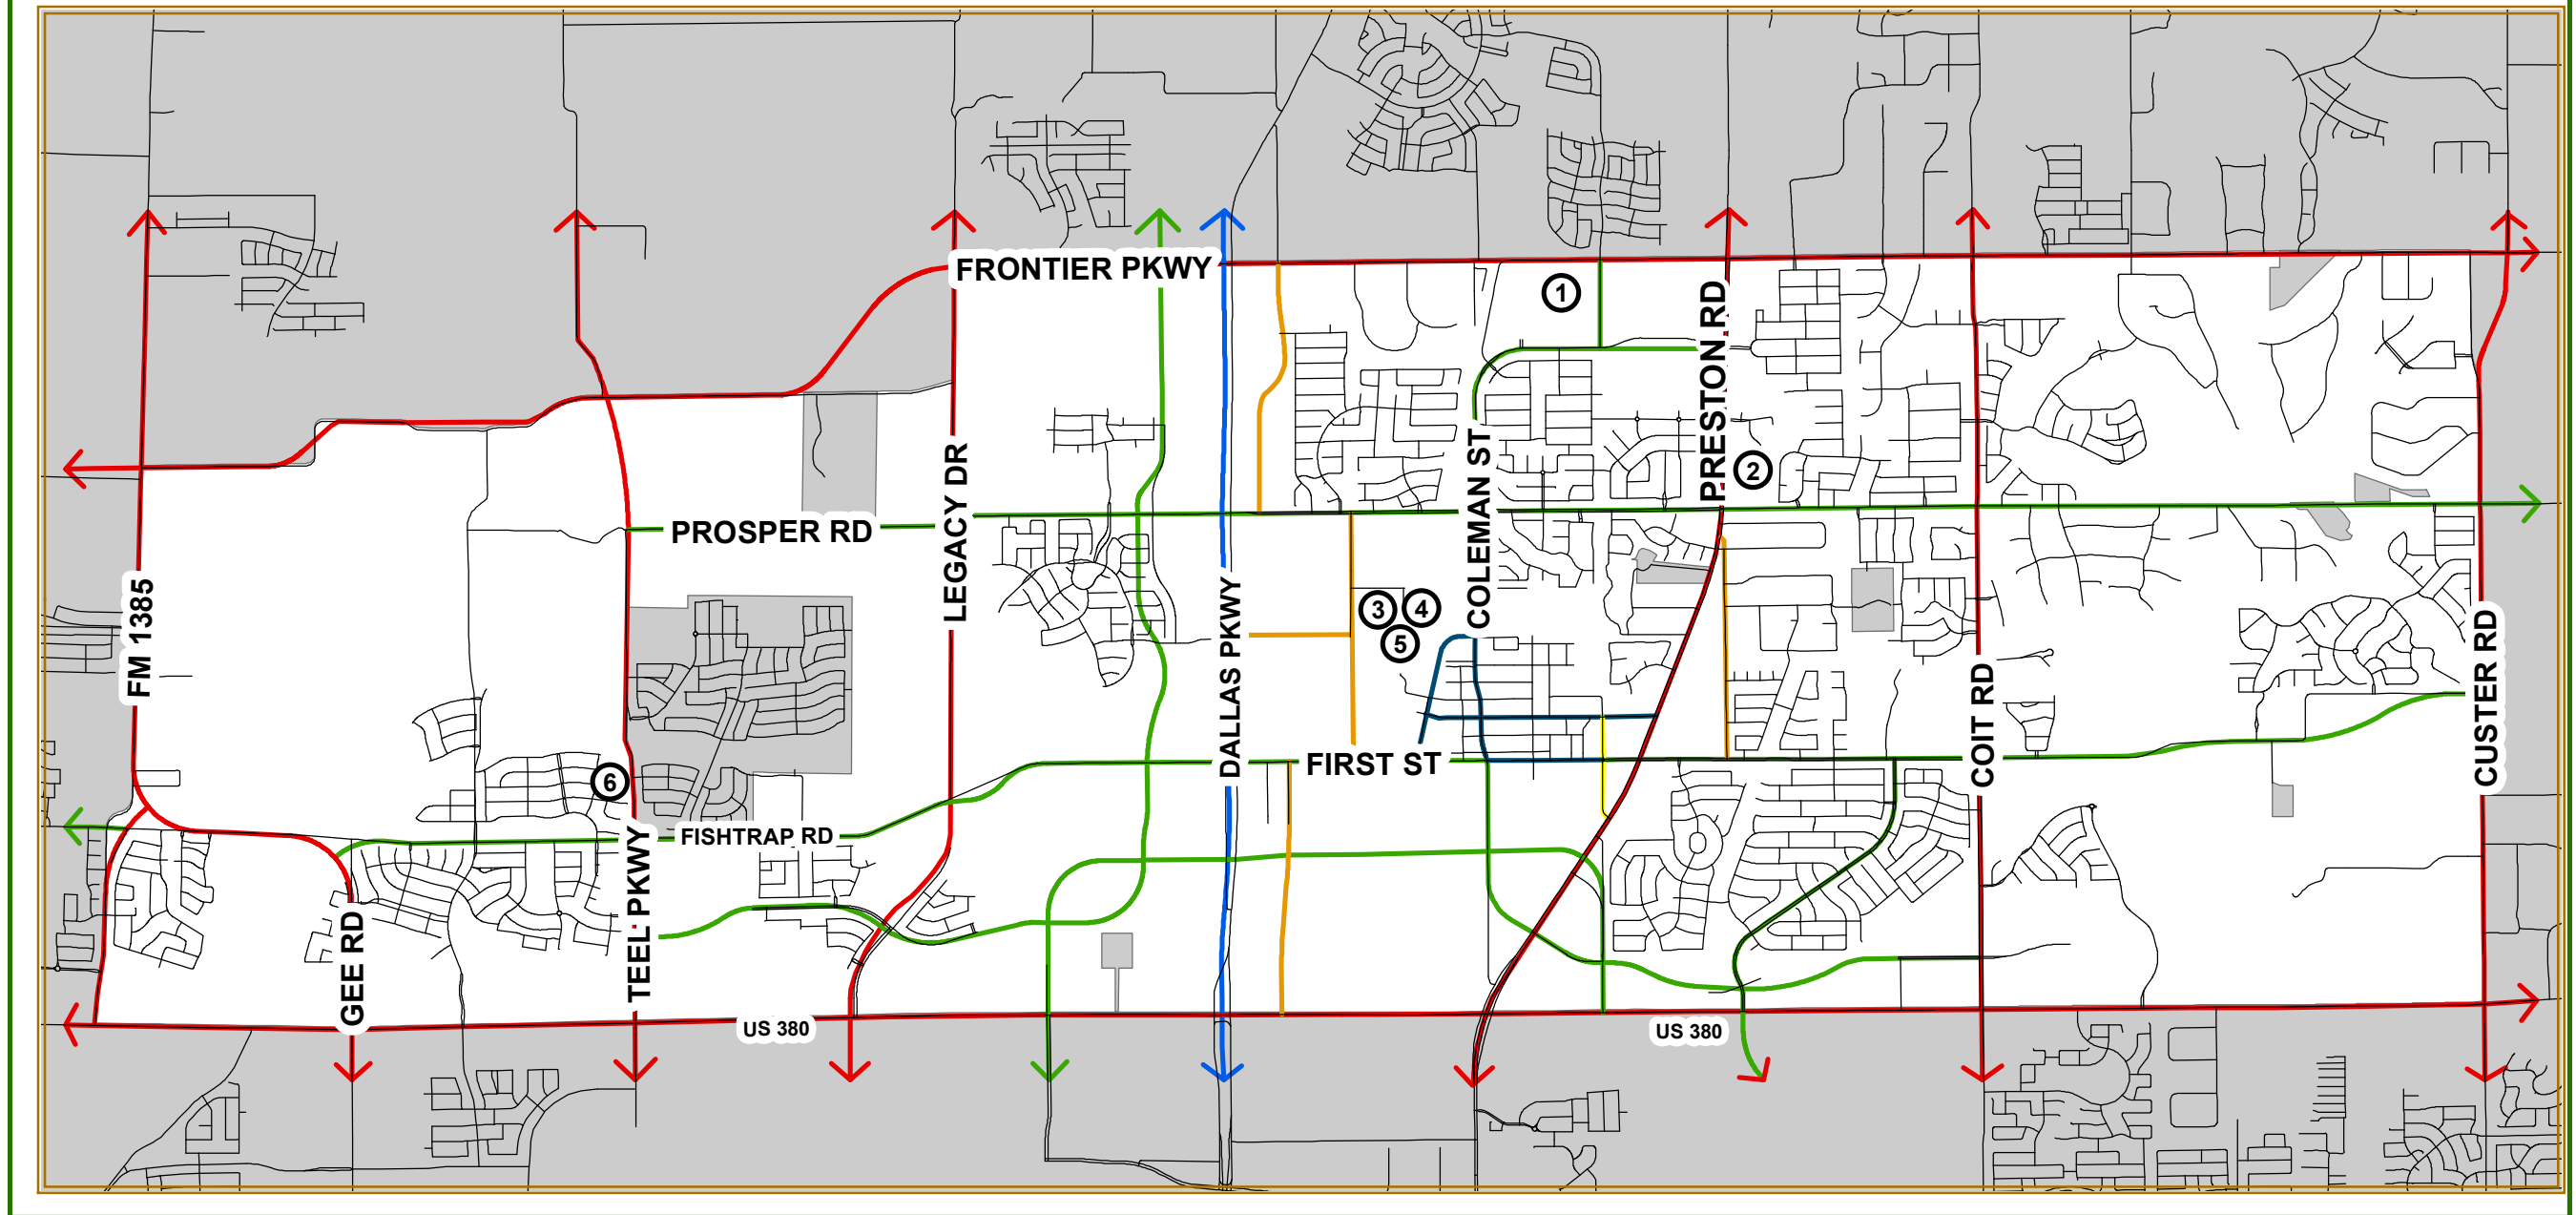 FRONTIER PKWY
1
PRESTON RD
2
COLEMAN ST
LEGACY DR
PROSPER RD
FM 1385
DALLAS PKWY
3
4
5
COIT RD
CUSTER RD
FIRST ST
6
FISHTRAP RD
TEEL PKWY
GEE RD
US 380
US 380